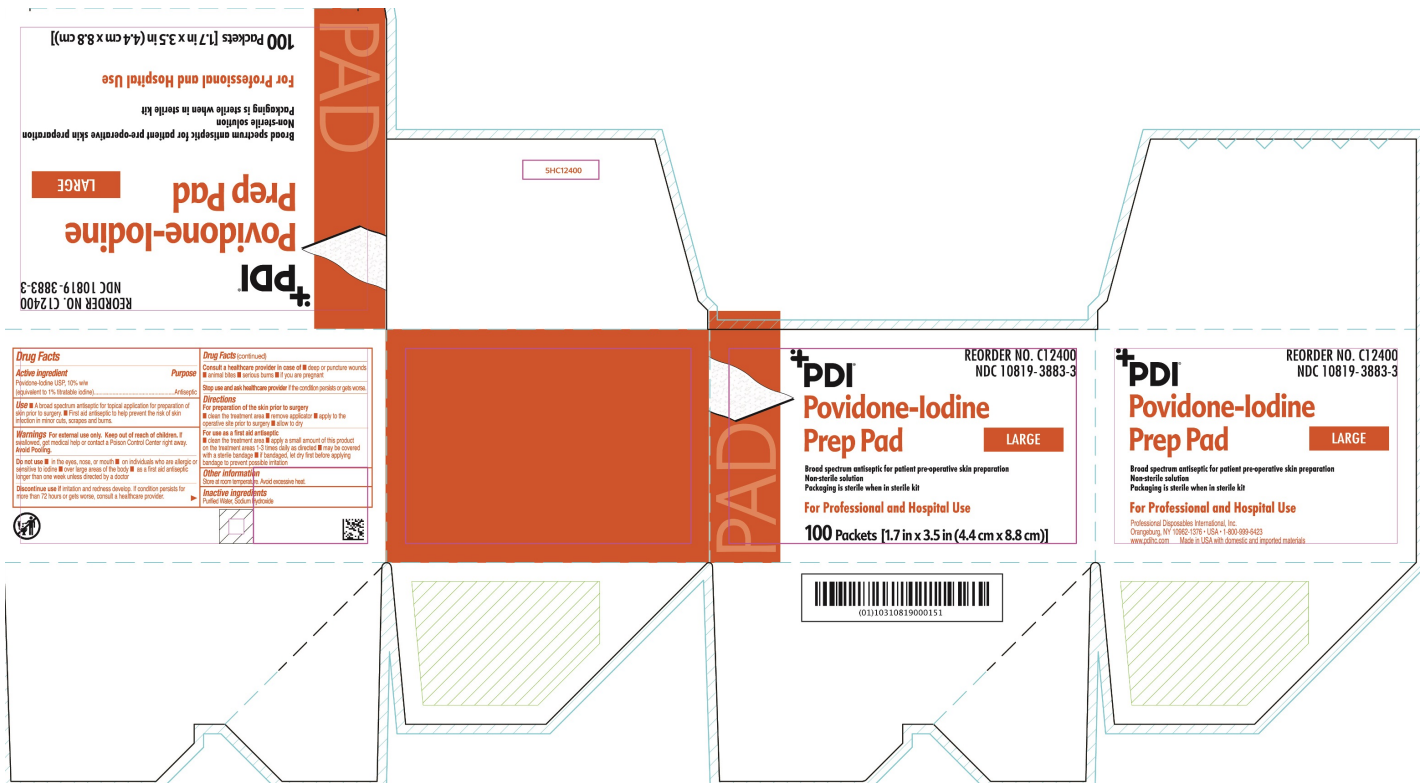 100 Packets [1.7 in x 3.5 in (4.4 cm x 8.8 cm)]
For Professional and Hospital Use
Packaging is sterile when in sterile kit
Non-sterile solution
Broad spectrum antiseptic for patient pre-operative skin preparation
LARGE
Prep Pad
Povidone-Iodine
PDI®
NDC 10819-3883-3
REORDER NO. C12400
PAD
5HC12400
Drug Facts
Active ingredient Purpose
Povidone-Iodine USP, 10% w/w
(equivalent to 1% titratable iodine)....Antiseptic
Use ■ A broad spectrum antiseptic for topical application for preparation of
skin prior to surgery. ■ First aid antiseptic to help prevent the risk of skin
infection in minor cuts, scrapes and burns.
Warnings For external use only. Keep out of reach of children. If
swallowed, get medical help or contact a Poison Control Center right away.
Avoid Pooling.
Do not use ■ in the eyes, nose, or mouth ■ on individuals who are allergic or
sensitive to iodine ■ over large areas of the body ■ as a first aid antiseptic
longer than one week unless directed by a doctor
Discontinue use if irritation and redness develop. If condition persists for
more than 72 hours or gets worse, consult a healthcare provider.
Drug Facts (continued)
Consult a healthcare provider in case of ■ deep or puncture wounds
■ animal bites ■ serious burns ■ if you are pregnant
Stop use and ask healthcare provider if the condition persists or gets worse.
Directions
For preparation of the skin prior to surgery
■ clean the treatment area ■ remove applicator ■ apply to the
operative site prior to surgery ■ allow to dry
For use as a first aid antiseptic
■ clean the treatment area ■ apply a small amount of this product
on the treatment areas 1-3 times daily as directed ■ may be covered
with a sterile bandage ■ if bandaged, let dry first before applying
bandage to prevent possible irritation
Other information
Store at room temperature. Avoid excessive heat.
Inactive ingredients
Purified Water, Sodium Hydroxide
PAD
PDI®
REORDER NO. C12400
NDC 10819-3883-3
Povidone-Iodine
Prep Pad
LARGE
Broad spectrum antiseptic for patient pre-operative skin preparation
Non-sterile solution
Packaging is sterile when in sterile kit
For Professional and Hospital Use
100 Packets [1.7 in x 3.5 in (4.4 cm x 8.8 cm)]
(01)10310819000151
PDI®
REORDER NO. C12400
NDC 10819-3883-3
Povidone-Iodine
Prep Pad
LARGE
Broad spectrum antiseptic for patient pre-operative skin preparation
Non-sterile solution
Packaging is sterile when in sterile kit
For Professional and Hospital Use
Professional Disposables International, Inc.
Orangeburg, NY 10962-1376 • USA • 1-800-999-6423
www.pdihc.com Made in USA with domestic and imported materials